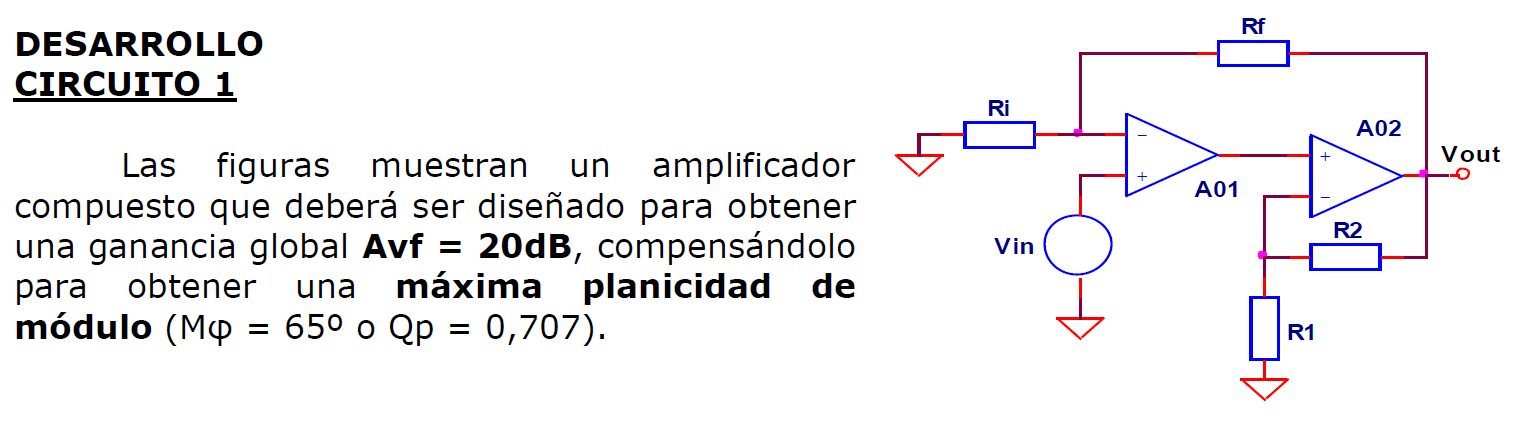 DESARROLLO
CIRCUITO 1
Las figuras muestran un amplificador
compuesto que deberá ser diseñado para obtener
una ganancia global Avf = 20dB, compensándolo
para obtener una máxima planicidad de
módulo (Mφ = 65º o Qp = 0,707).
Rf
Ri
A02
Vout
A01
R2
Vin
R1
−
+
+
−